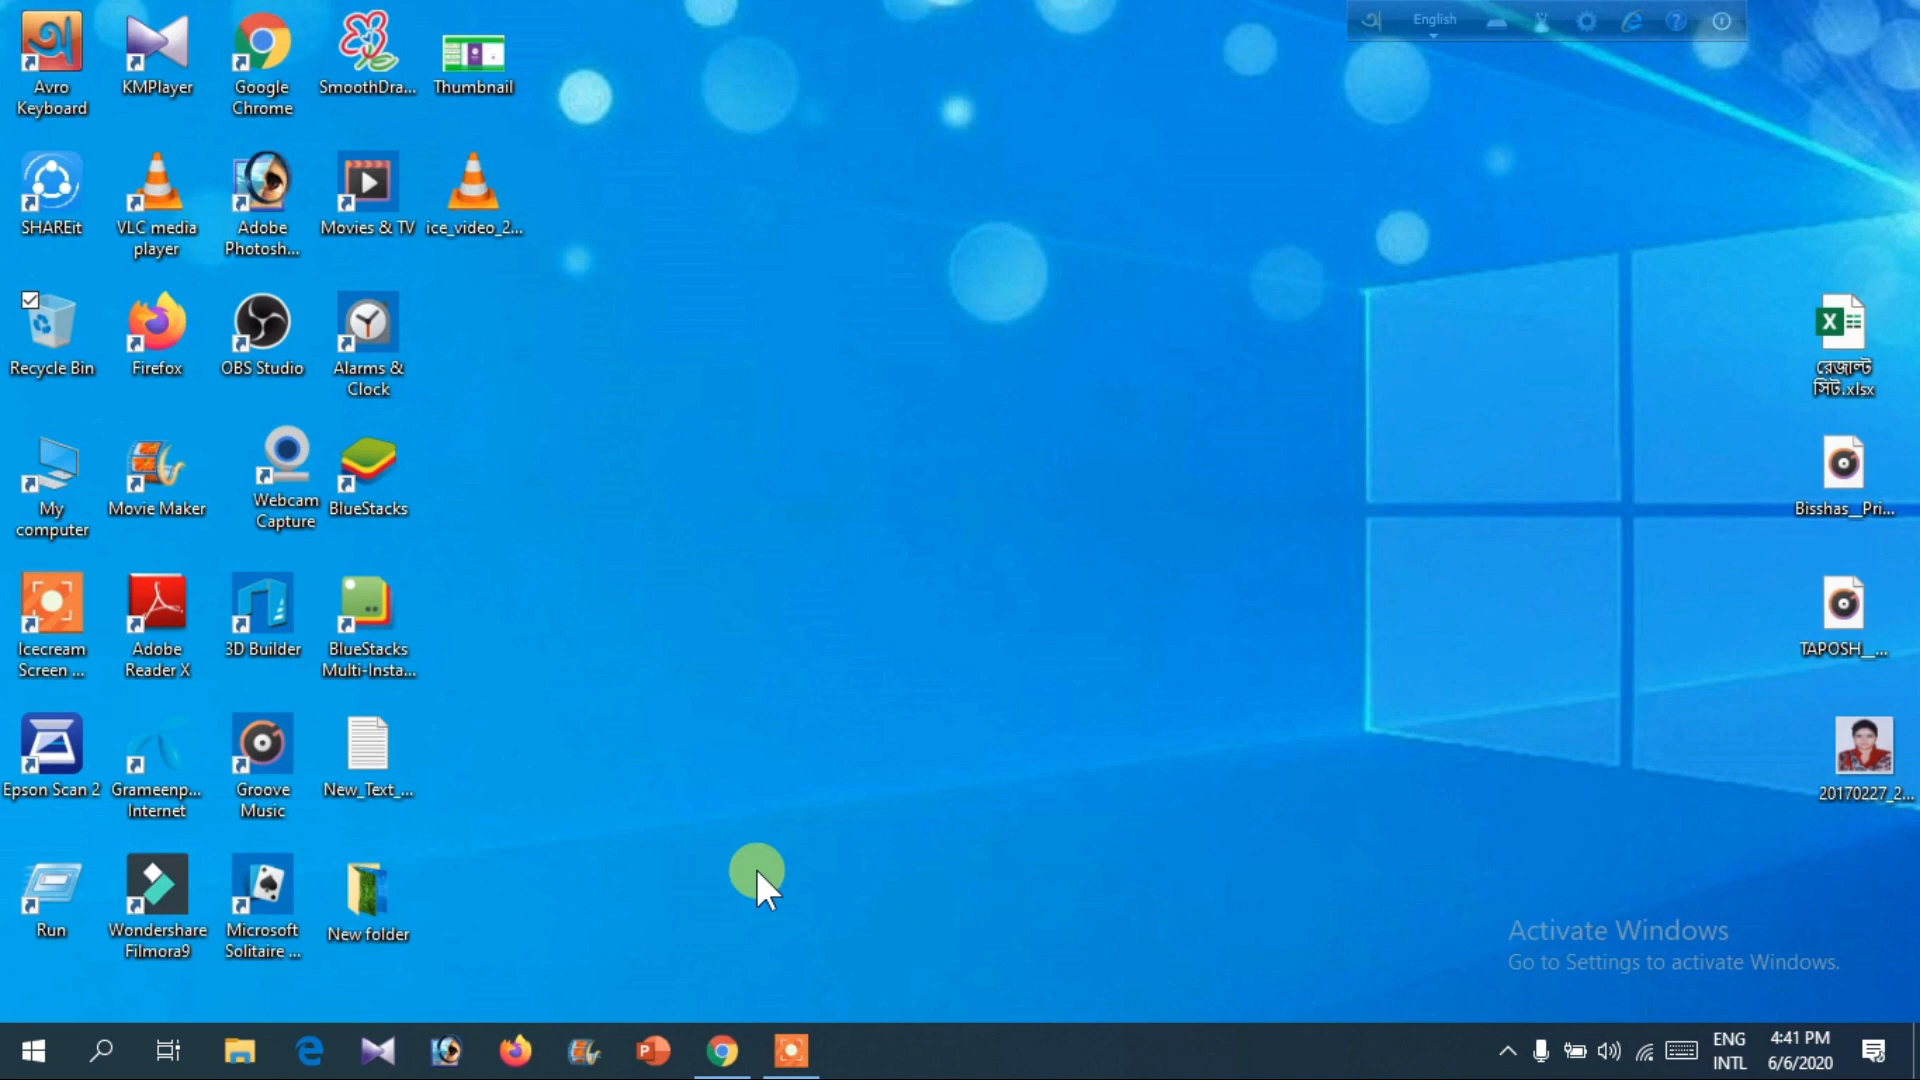 English
Avro
Keyboard
KMPlayer
Google
Chrome
SmoothDra...
Thumbnail
SHAREit
VLC media
player
Adobe
Photosh...
Movies & TV
ice_video_2...
Recycle Bin
Firefox
OBS Studio
Alarms &
Clock
রেজাল্ট
সিট.xlsx
My
computer
Movie Maker
Webcam
Capture
BlueStacks
Bisshas__Pri...
Icecream
Screen ...
Adobe
Reader X
3D Builder
BlueStacks
Multi-Insta...
TAPOSH__...
Epson Scan 2
Grameenp...
Internet
Groove
Music
New_Text_...
20170227_2...
Run
Wondershare
Filmora9
Microsoft
Solitaire ...
New folder
Activate Windows
Go to Settings to activate Windows.
ENG
INTL
4:41 PM
6/6/2020